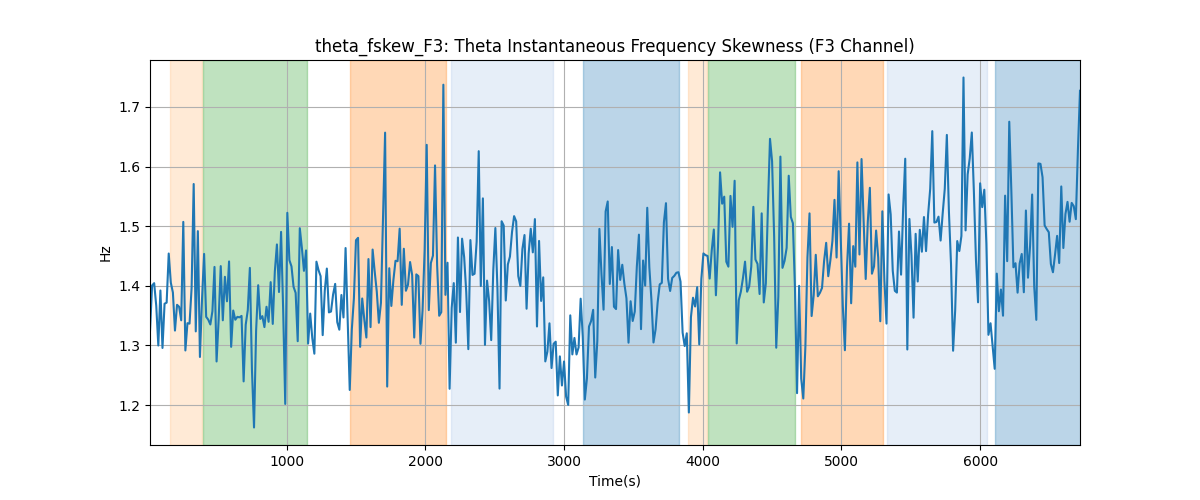 theta_fskew_F3: Theta Instantaneous Frequency Skewness (F3 Channel)
1.7
1.6
1.5
1.4
1.3
1.2
Hz
1000 2000 3000 4000 5000 6000
Time(s)